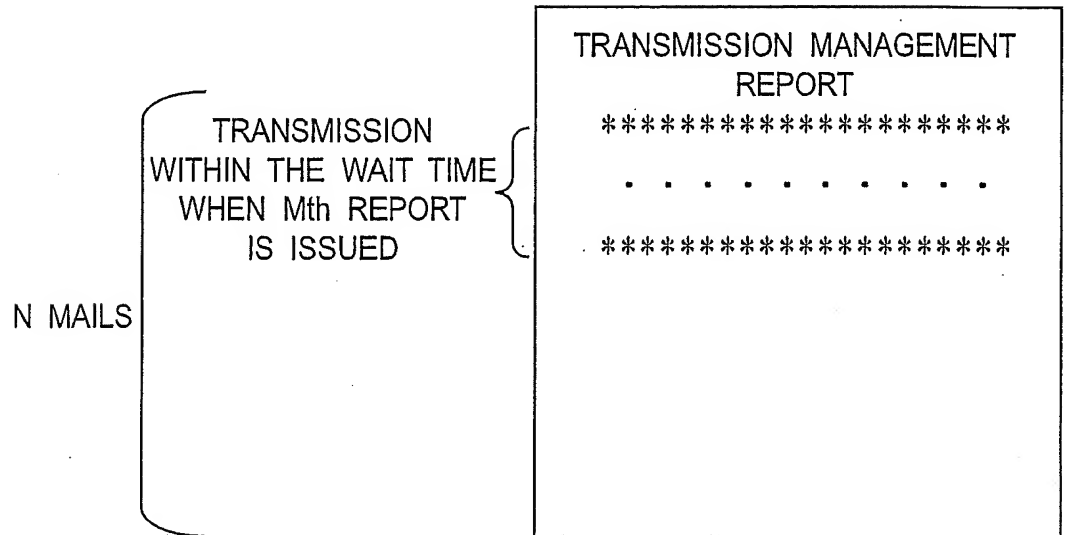 TRANSMISSION MANAGEMENT
REPORT
*********************
. . . . . . . . . .
*********************
TRANSMISSION
WITHIN THE WAIT TIME
WHEN Mth REPORT
IS ISSUED
N MAILS